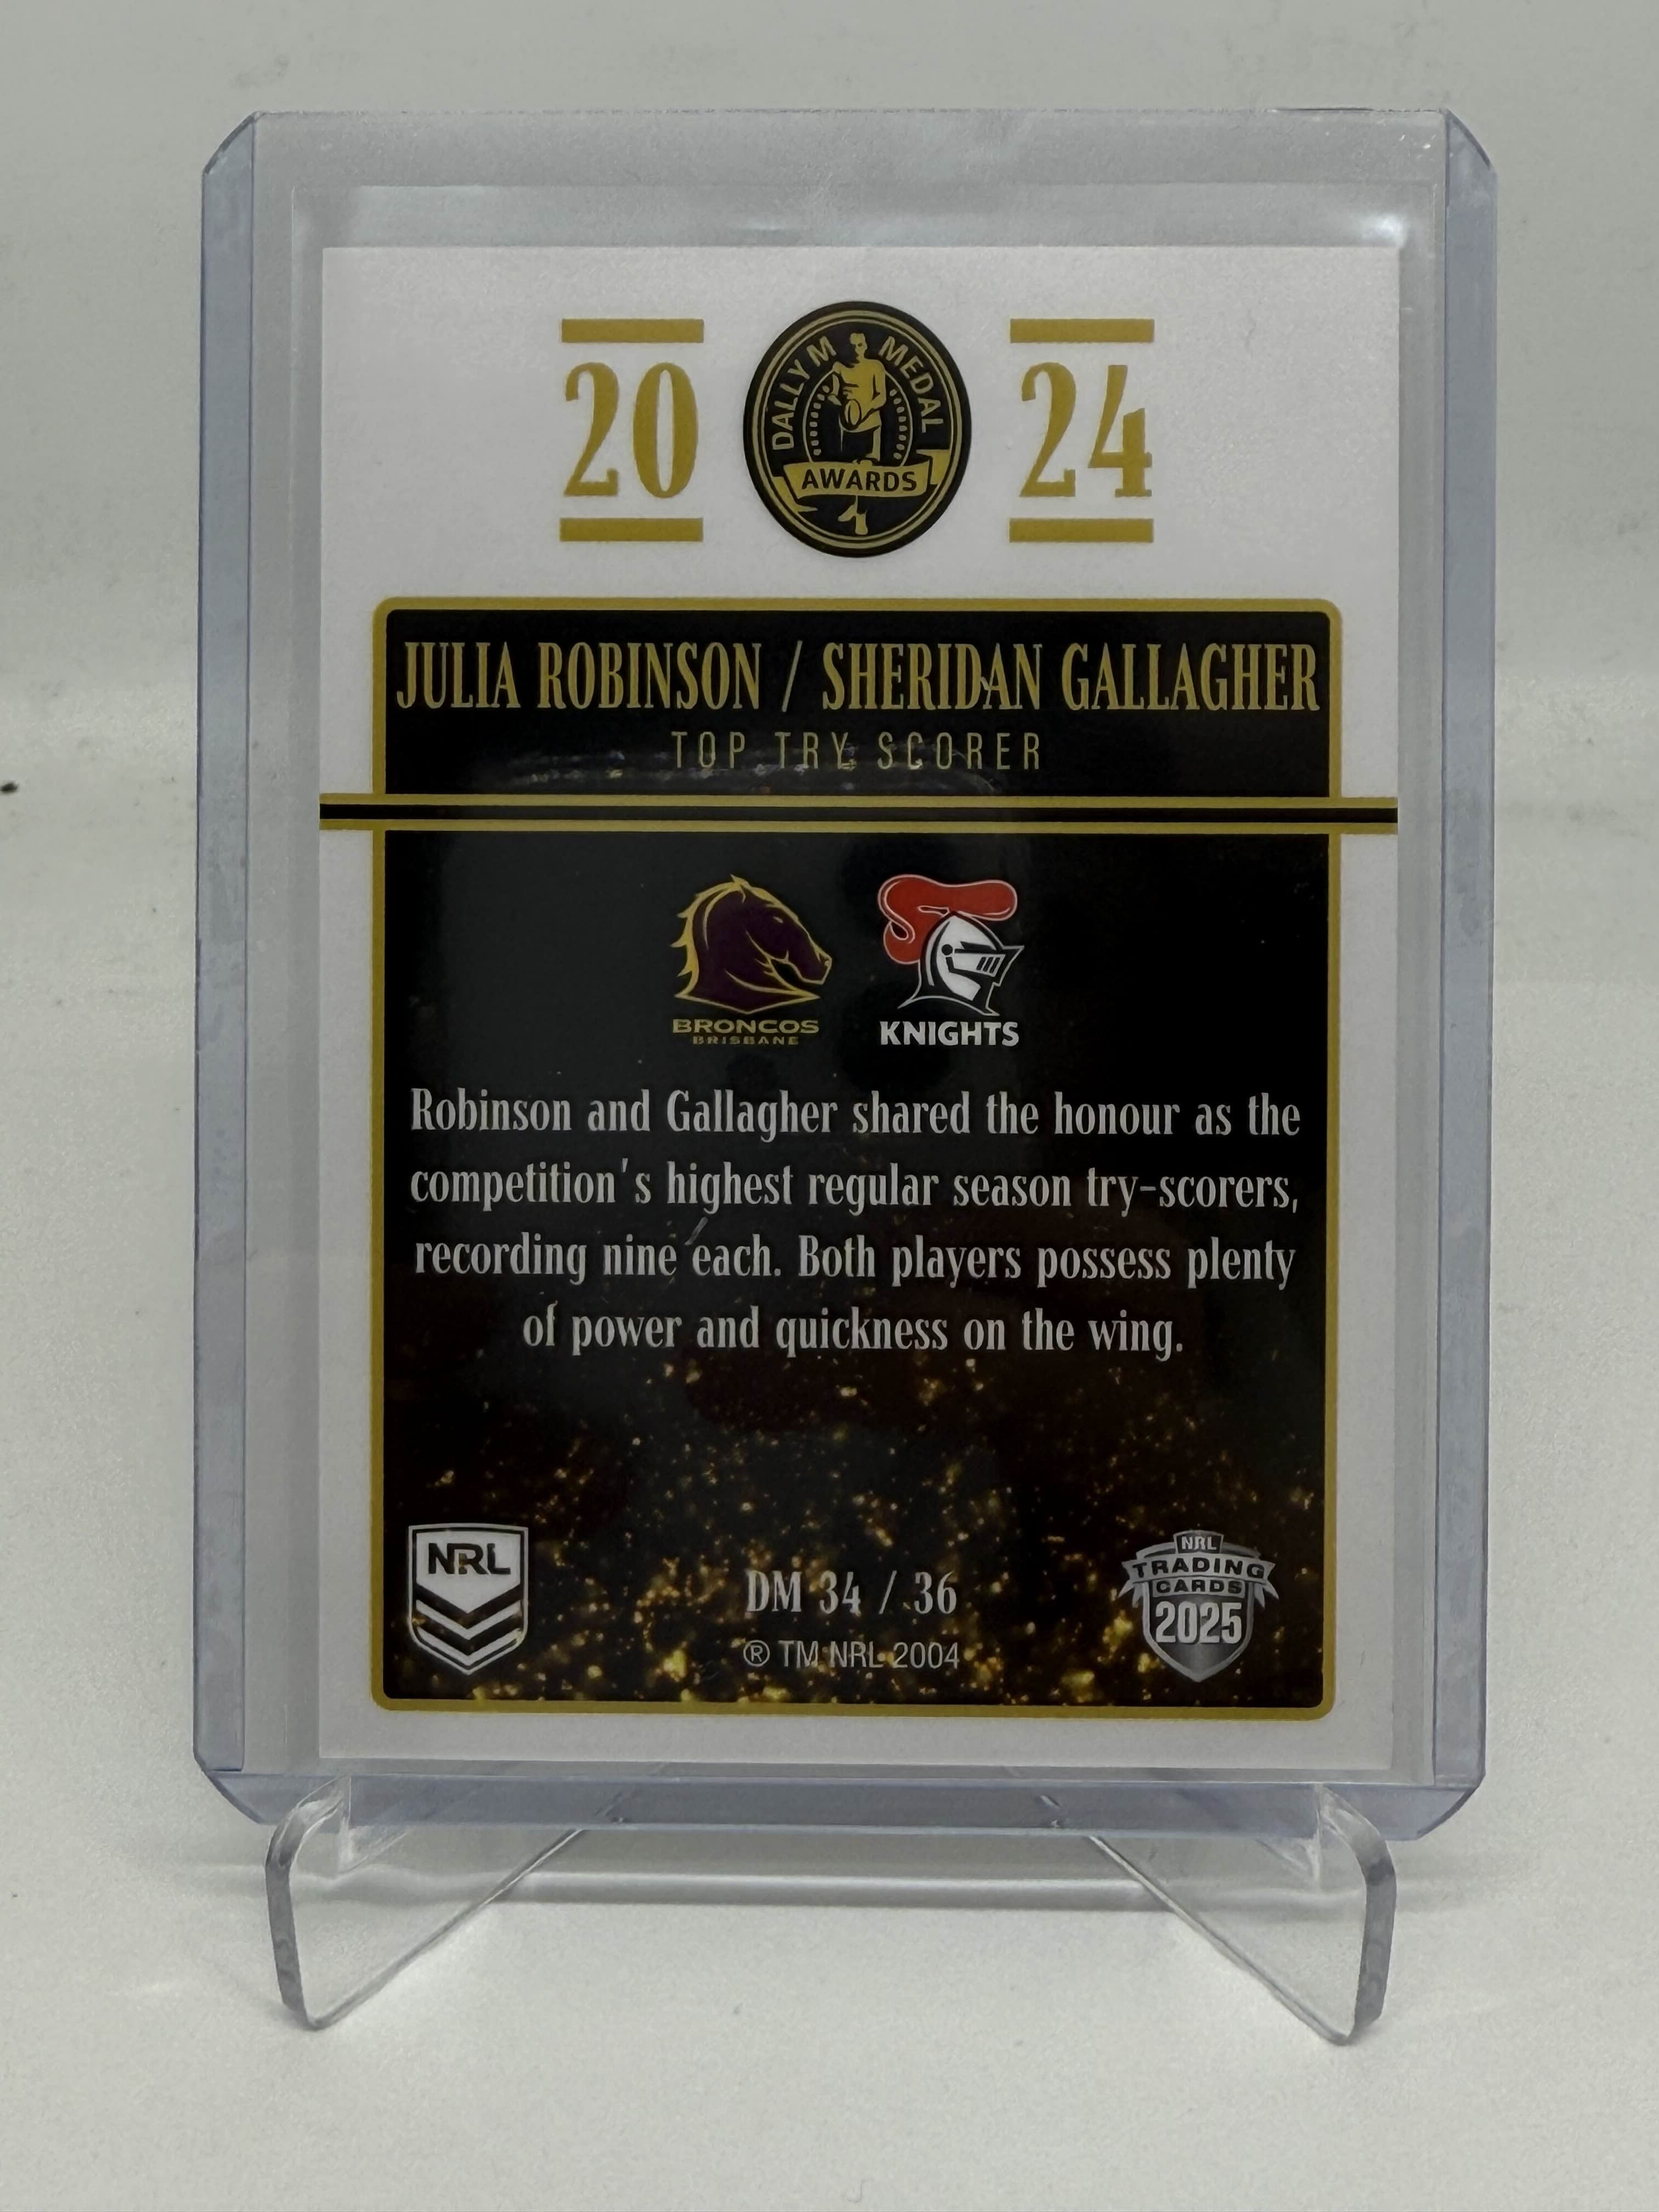 20 24
DALLY M MEDAL
AWARDS
JULIA ROBINSON / SHERIDAN GALLAGHER
TOP TRY SCORER
BRONCOS
BRISBANE
KNIGHTS
Robinson and Gallagher shared the honour as the
competition's highest regular season try-scorers,
recording nine each. Both players possess plenty
of power and quickness on the wing.
NRL
DM 34 / 36
® TM NRL 2004
NRL
TRADING
CARDS
2025